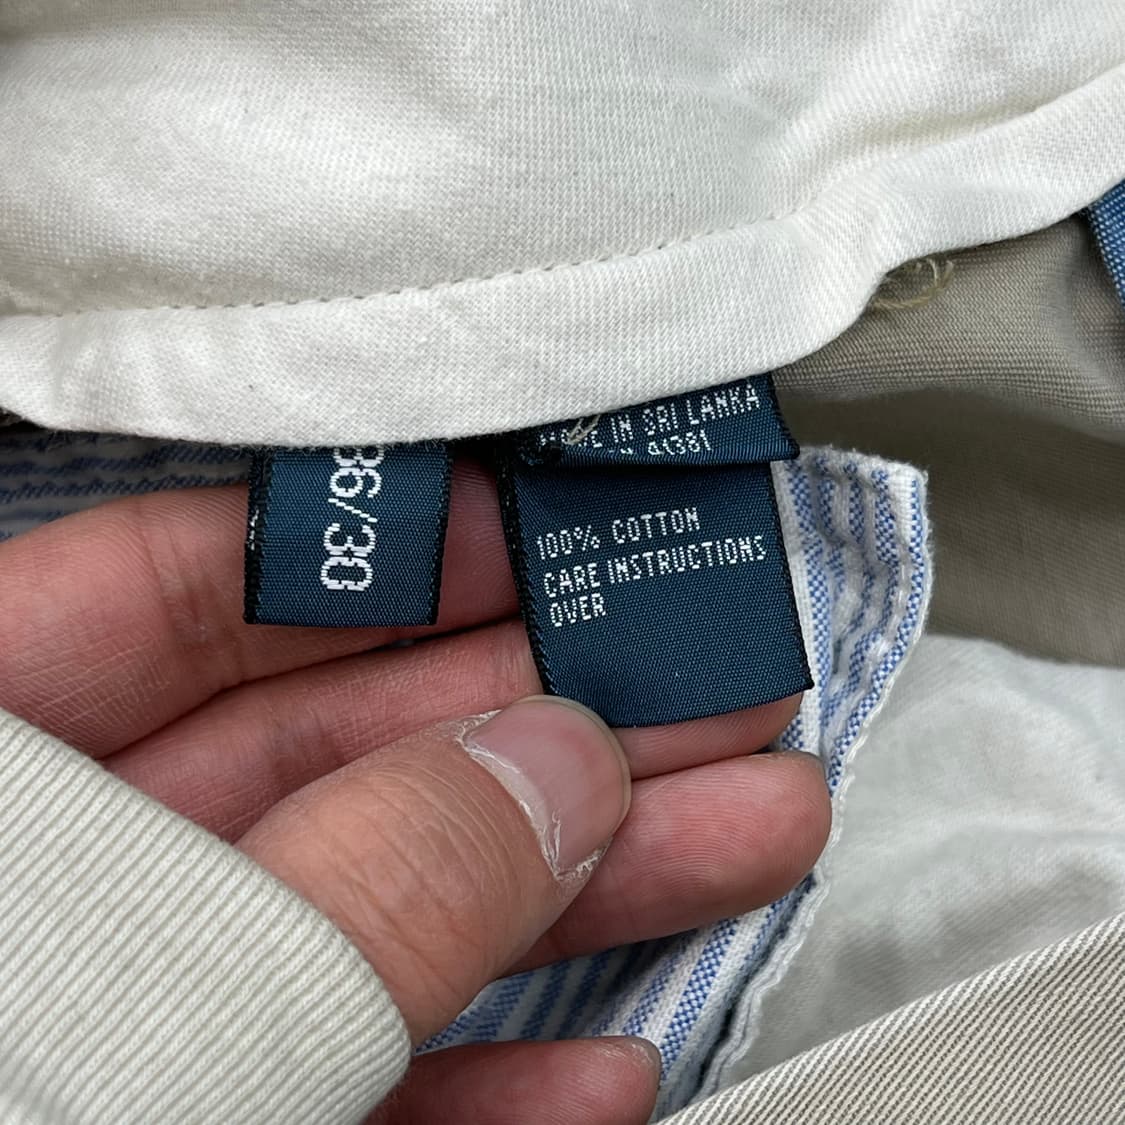 36/30
MADE IN SRI LANKA
100% COTTON
CARE INSTRUCTIONS
OVER